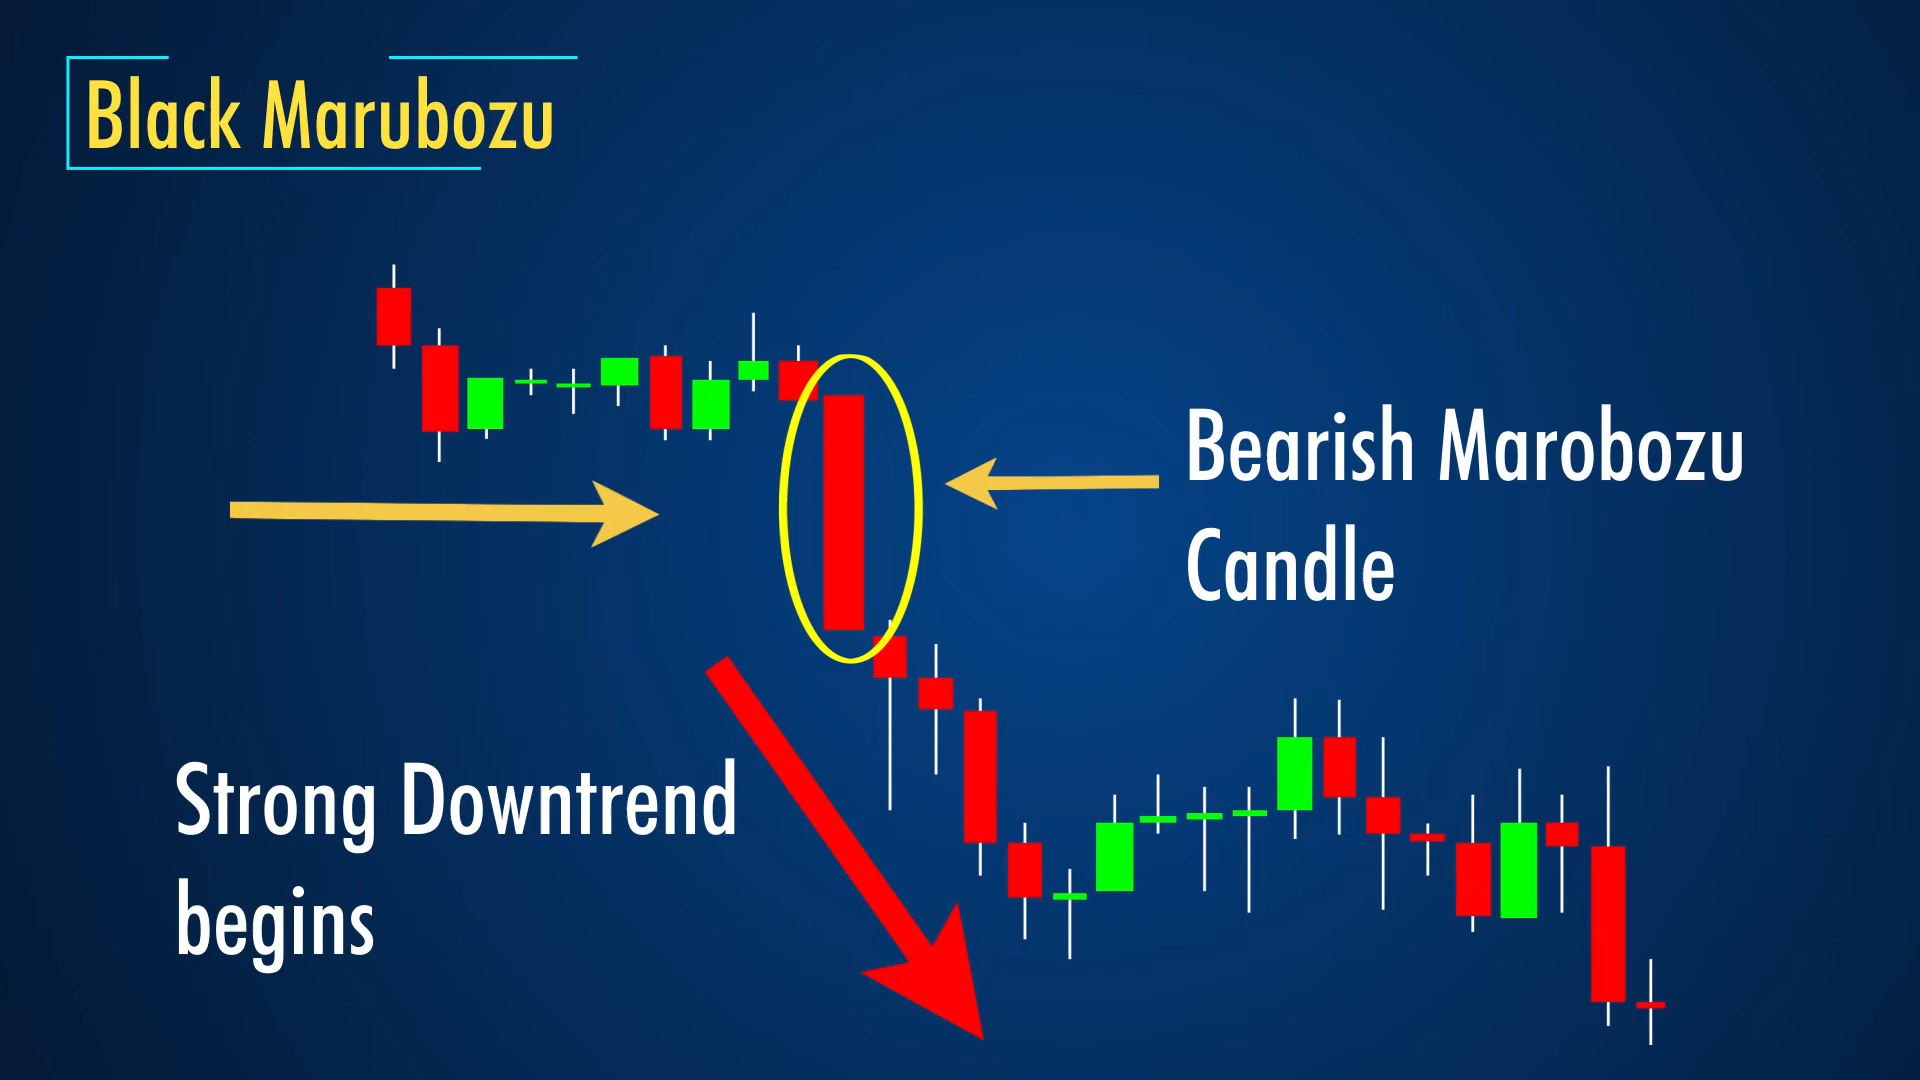 Black Marubozu
Bearish Marobozu
Candle
Strong Downtrend
begins